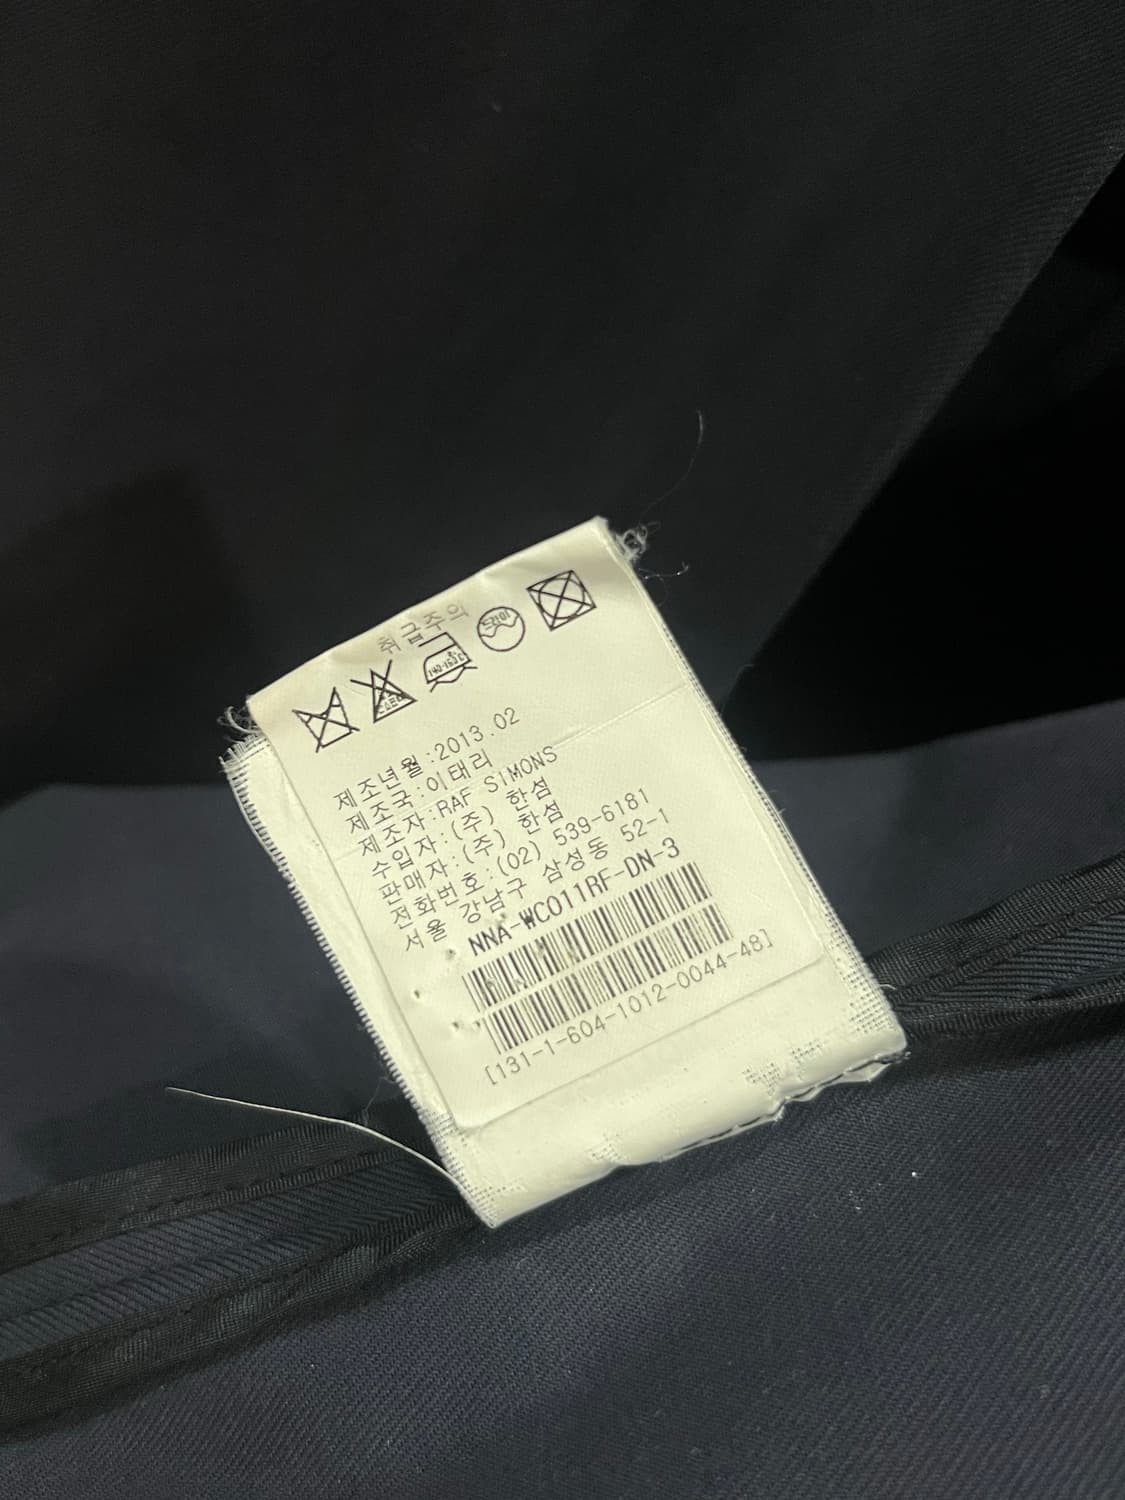 취급주의
드라이
제조년월:2013.02
제조국:이태리
제조자:RAF SIMONS
수입자:(주) 한섬
판매자:(주) 한섬
전화번호:(02) 539-6181
서울 강남구 삼성동 52-1
NNA-WC011RF-DN-3
[131-1-604-1012-0044-48]